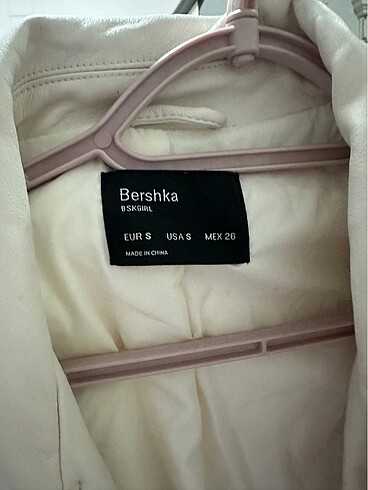 Bershka
BSKGIRL
EUR S USA S MEX 26
MADE IN CHINA